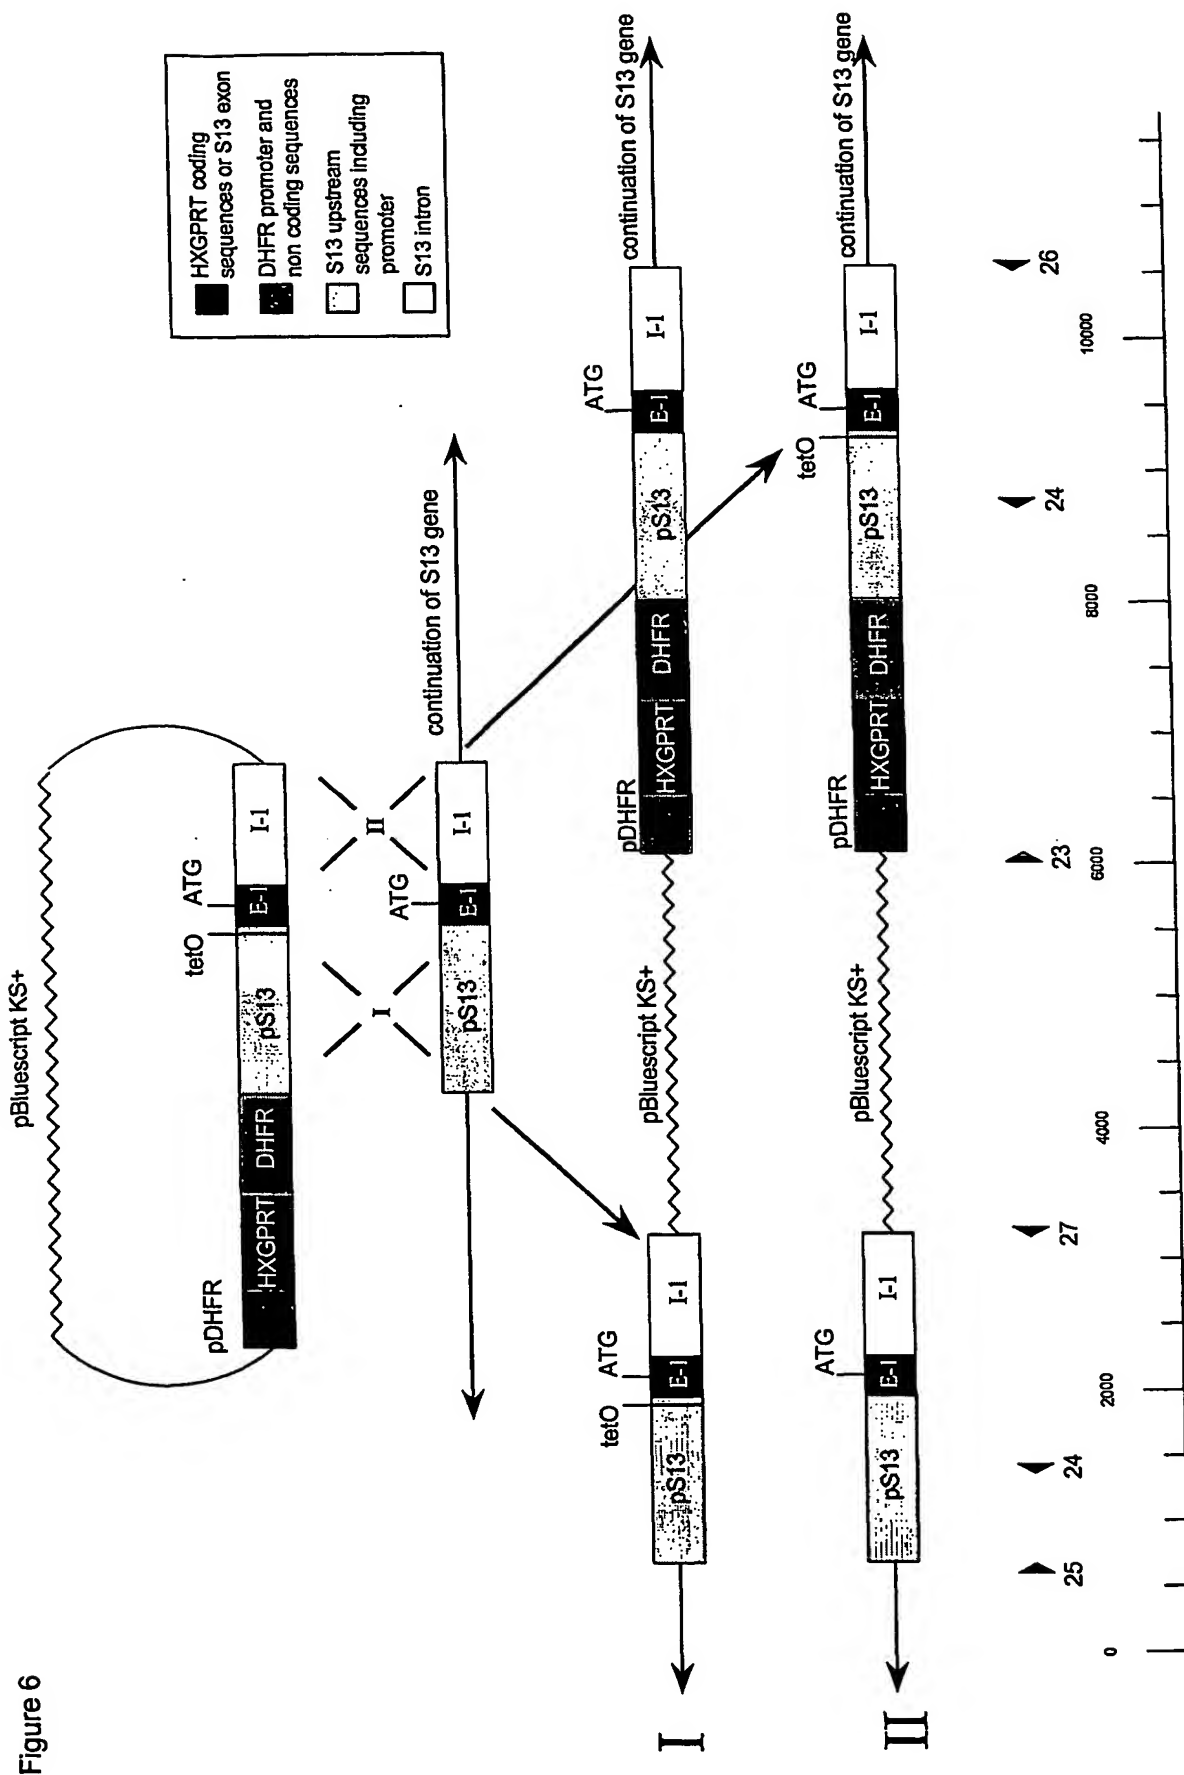 Figure 6
pBluescript KS+
pDHFR
HXGPRT
DHFR
pS13
tetO
E-1
ATG
I-1
HXGPRT coding
sequences or S13 exon
DHFR promoter and
non coding sequences
S13 upstream
sequences including
promoter
S13 intron
I
II
pS13
E-1
ATG
I-1
continuation of S13 gene
I
pS13
tetO
E-1
ATG
I-1
pBluescript KS+
pDHFR
HXGPRT
DHFR
pS13
E-1
ATG
I-1
continuation of S13 gene
II
pS13
E-1
ATG
I-1
pBluescript KS+
pDHFR
HXGPRT
DHFR
pS13
tetO
E-1
ATG
I-1
continuation of S13 gene
25
24
27
23
24
26
0
2000
4000
6000
8000
10000